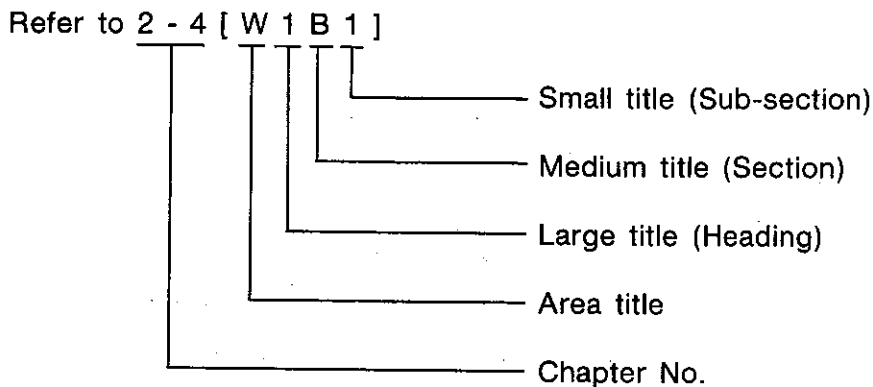 Refer to 2 - 4 [ W 1 B 1 ]
Small title (Sub-section)
Medium title (Section)
Large title (Heading)
Area title
Chapter No.